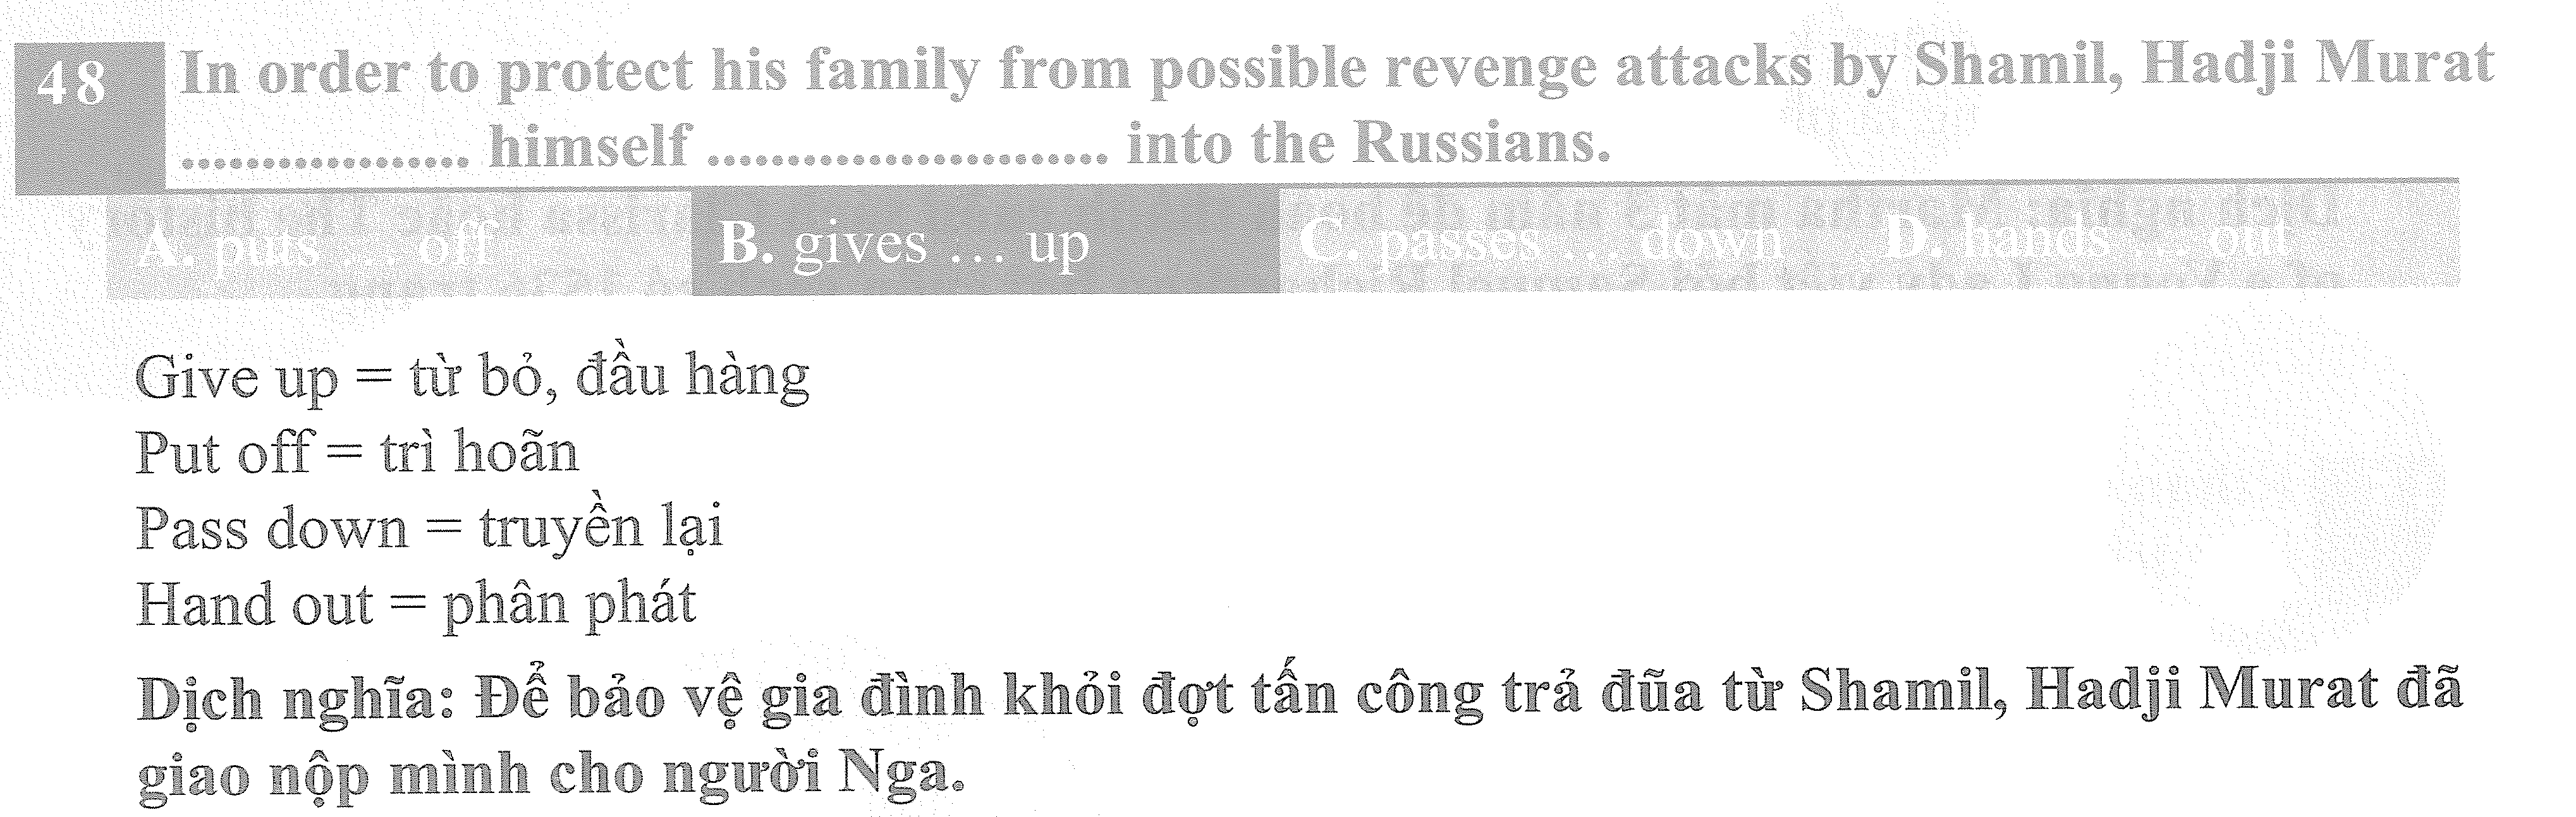 48 In order to protect his family from possible revenge attacks by Shamil, Hadji Murat
.................. himself ......................... into the Russians.
A. puts … off B. gives … up C. passes … down D. hands … out
Give up = từ bỏ, đầu hàng
Put off = trì hoãn
Pass down = truyền lại
Hand out = phân phát
Dịch nghĩa: Để bảo vệ gia đình khỏi đợt tấn công trả đũa từ Shamil, Hadji Murat đã
giao nộp mình cho người Nga.